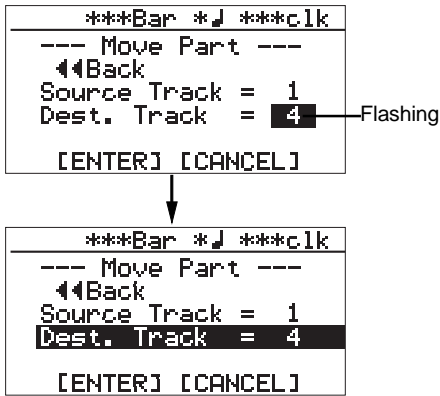 ***Bar *♩ ***clk
--- Move Part ---
◀◀Back
Source Track = 1
Dest. Track = 4
Flashing
[ENTER] [CANCEL]
***Bar *♩ ***clk
--- Move Part ---
◀◀Back
Source Track = 1
Dest. Track = 4
[ENTER] [CANCEL]